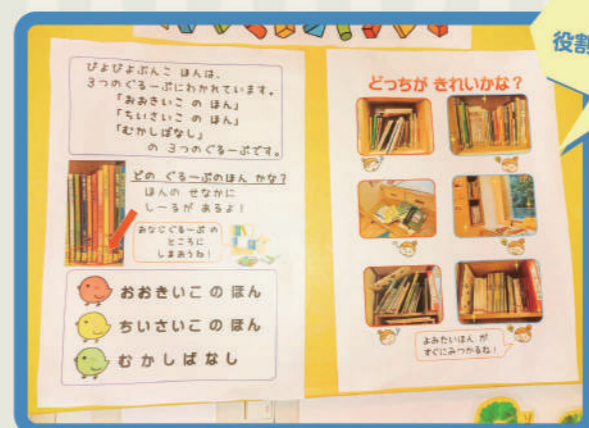 役割
ぴよぴよぶんこ ほんは、
3つのぐるーぷにわかれています。
「おおきいこ の ほん」
「ちいさいこ の ほん」
「むかしばなし」
の 3つのぐるーぷです。
どの ぐるーぷのほん かな?
ほんの せなかに
しーるが あるよ!
おなじぐるーぷ の
ところに
しまおうね!
おおきいこ の ほん
ちいさいこ の ほん
むかしばなし
どっちが きれいかな?
よみたいほん が
すぐにみつかるね!